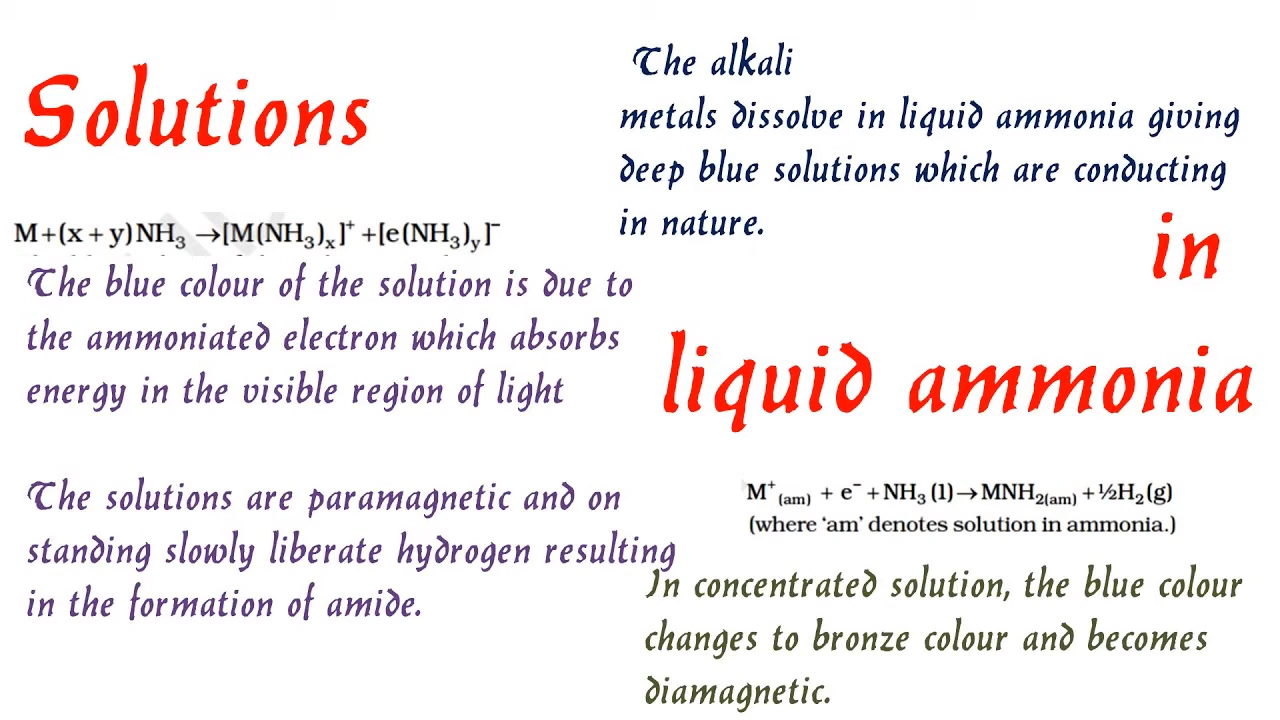 Solutions
in
liquid ammonia
The alkali
metals dissolve in liquid ammonia giving
deep blue solutions which are conducting
in nature.
M+(x + y)NH₃ →[M(NH₃)ₓ]⁺ +[e(NH₃)ᵧ]⁻
The blue colour of the solution is due to
the ammoniated electron which absorbs
energy in the visible region of light
The solutions are paramagnetic and on
standing slowly liberate hydrogen resulting
in the formation of amide.
M⁺₍ₐₘ₎ + e⁻ + NH₃ (1)→ MNH₂₍ₐₘ₎ + ½H₂ (g)
(where ‘am’ denotes solution in ammonia.)
In concentrated solution, the blue colour
changes to bronze colour and becomes
diamagnetic.